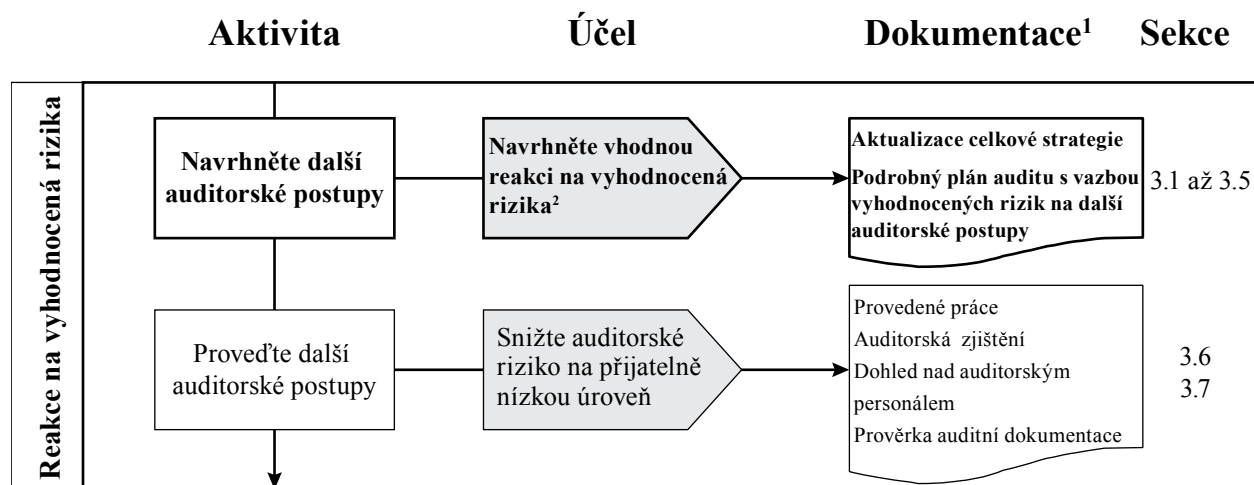 Aktivita Účel Dokumentace¹ Sekce
Reakce na vyhodnocená rizika
Navrhněte další
auditorské postupy
Navrhněte vhodnou
reakci na vyhodnocená
rizika²
Aktualizace celkové strategie
Podrobný plán auditu s vazbou
vyhodnocených rizik na další
auditorské postupy
3.1 až 3.5
Proveďte další
auditorské postupy
Snižte auditorské
riziko na přijatelně
nízkou úroveň
Provedené práce
Auditorská zjištění
Dohled nad auditorským
personálem
Prověrka auditní dokumentace
3.6
3.7